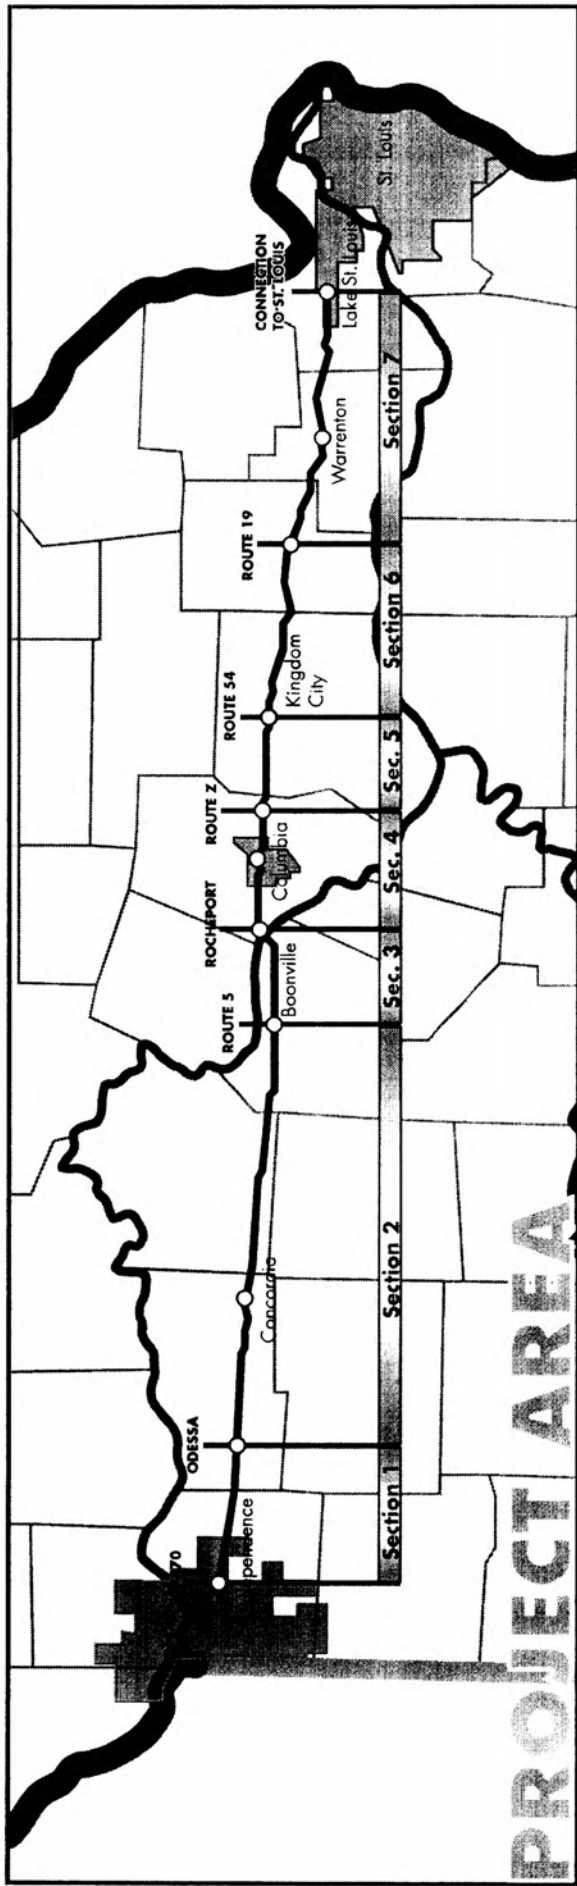 CONNECTION
TO ST. LOUIS
ROUTE 19
ROUTE 54
ROUTE Z
ROCHEPORT
ROUTE 5
ODESSA
70
pendence
Concordia
Boonville
Columbia
Kingdom
City
Warrenton
Lake St. Louis
St. Louis
Section 1
Section 2
Sec. 3
Sec. 4
Sec. 5
Section 6
Section 7
PROJECT AREA